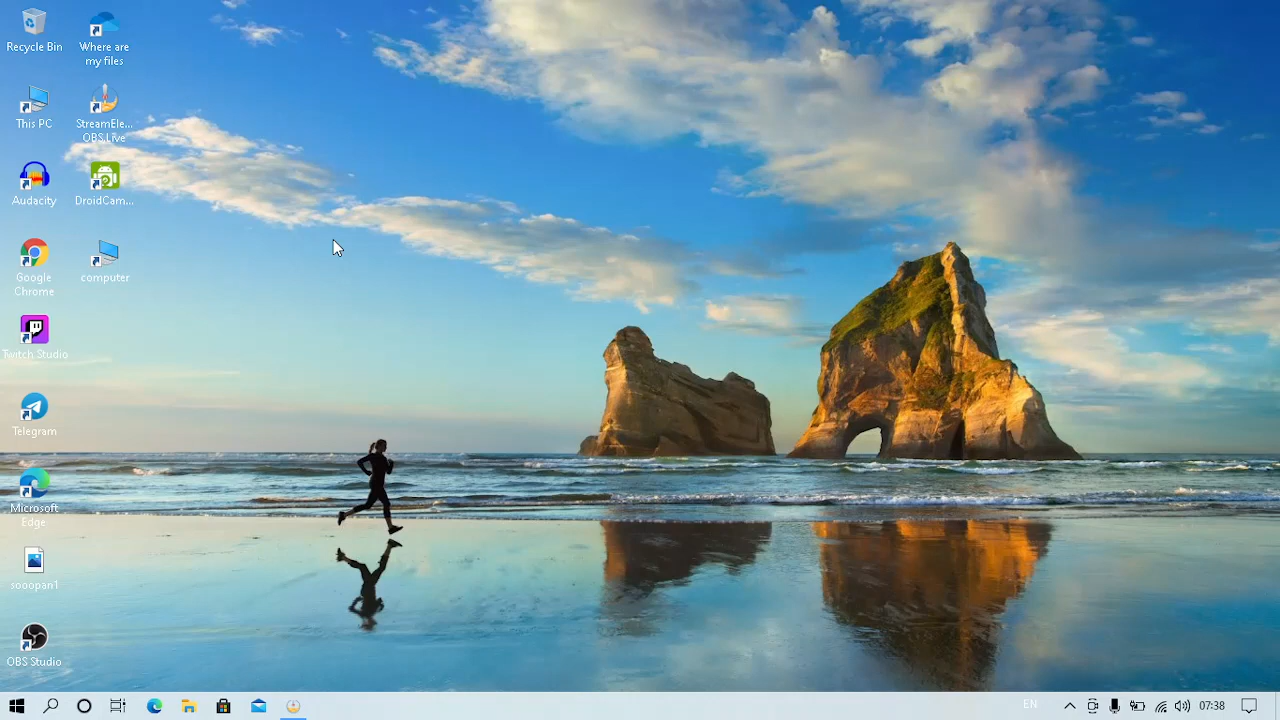 Recycle Bin
Where are
my files
This PC
StreamEle...
OBS.Live
Audacity
DroidCam...
Google
Chrome
computer
Twitch Studio
Telegram
Microsoft
Edge
sooopan1
OBS Studio
EN
07:38